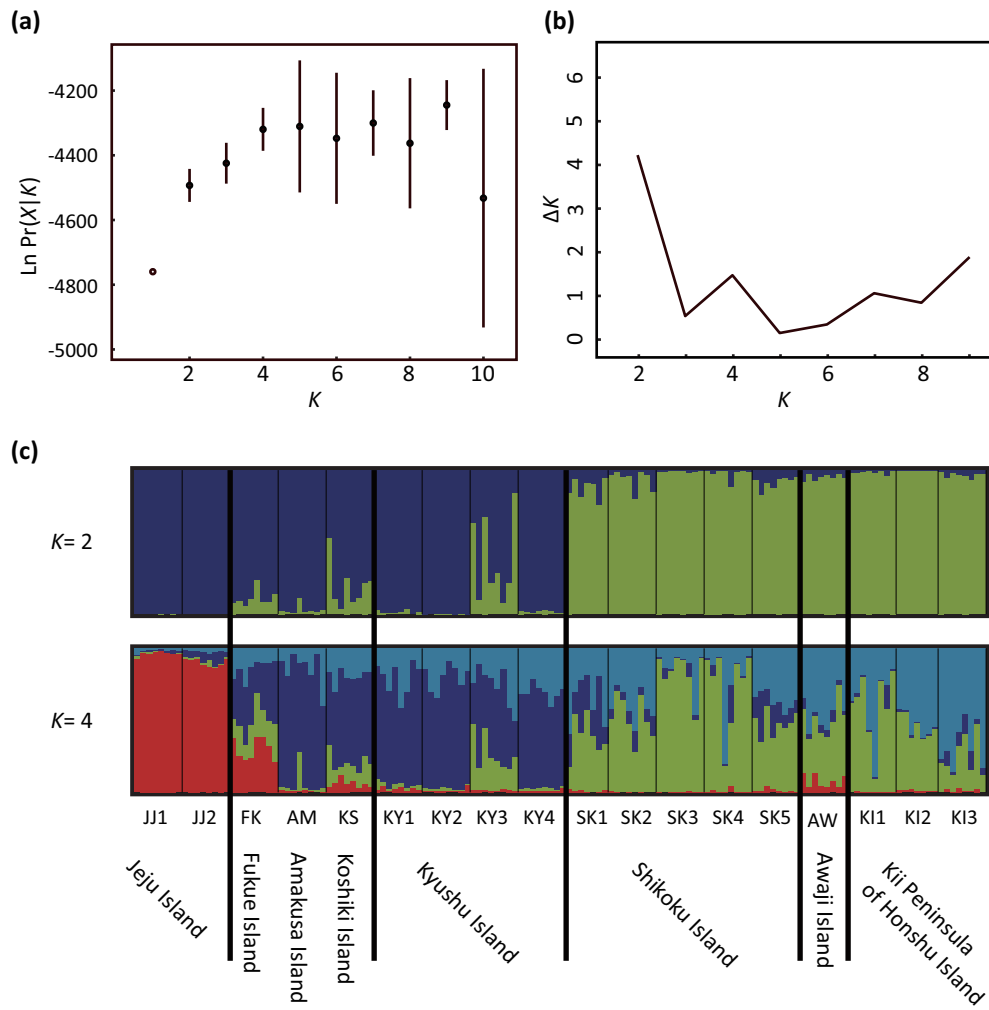 (a)
Ln Pr(X|K)
-4200
-4400
-4600
-4800
-5000
2 4 6 8 10
K
(b)
ΔK
6
5
4
3
2
1
0
2 4 6 8
K
(c)
K= 2
K= 4
JJ1 JJ2 FK AM KS KY1 KY2 KY3 KY4 SK1 SK2 SK3 SK4 SK5 AW KI1 KI2 KI3
Jeju Island
Fukue Island
Amakusa Island
Koshiki Island
Kyushu Island
Shikoku Island
Awaji Island
Kii Peninsula
of Honshu Island